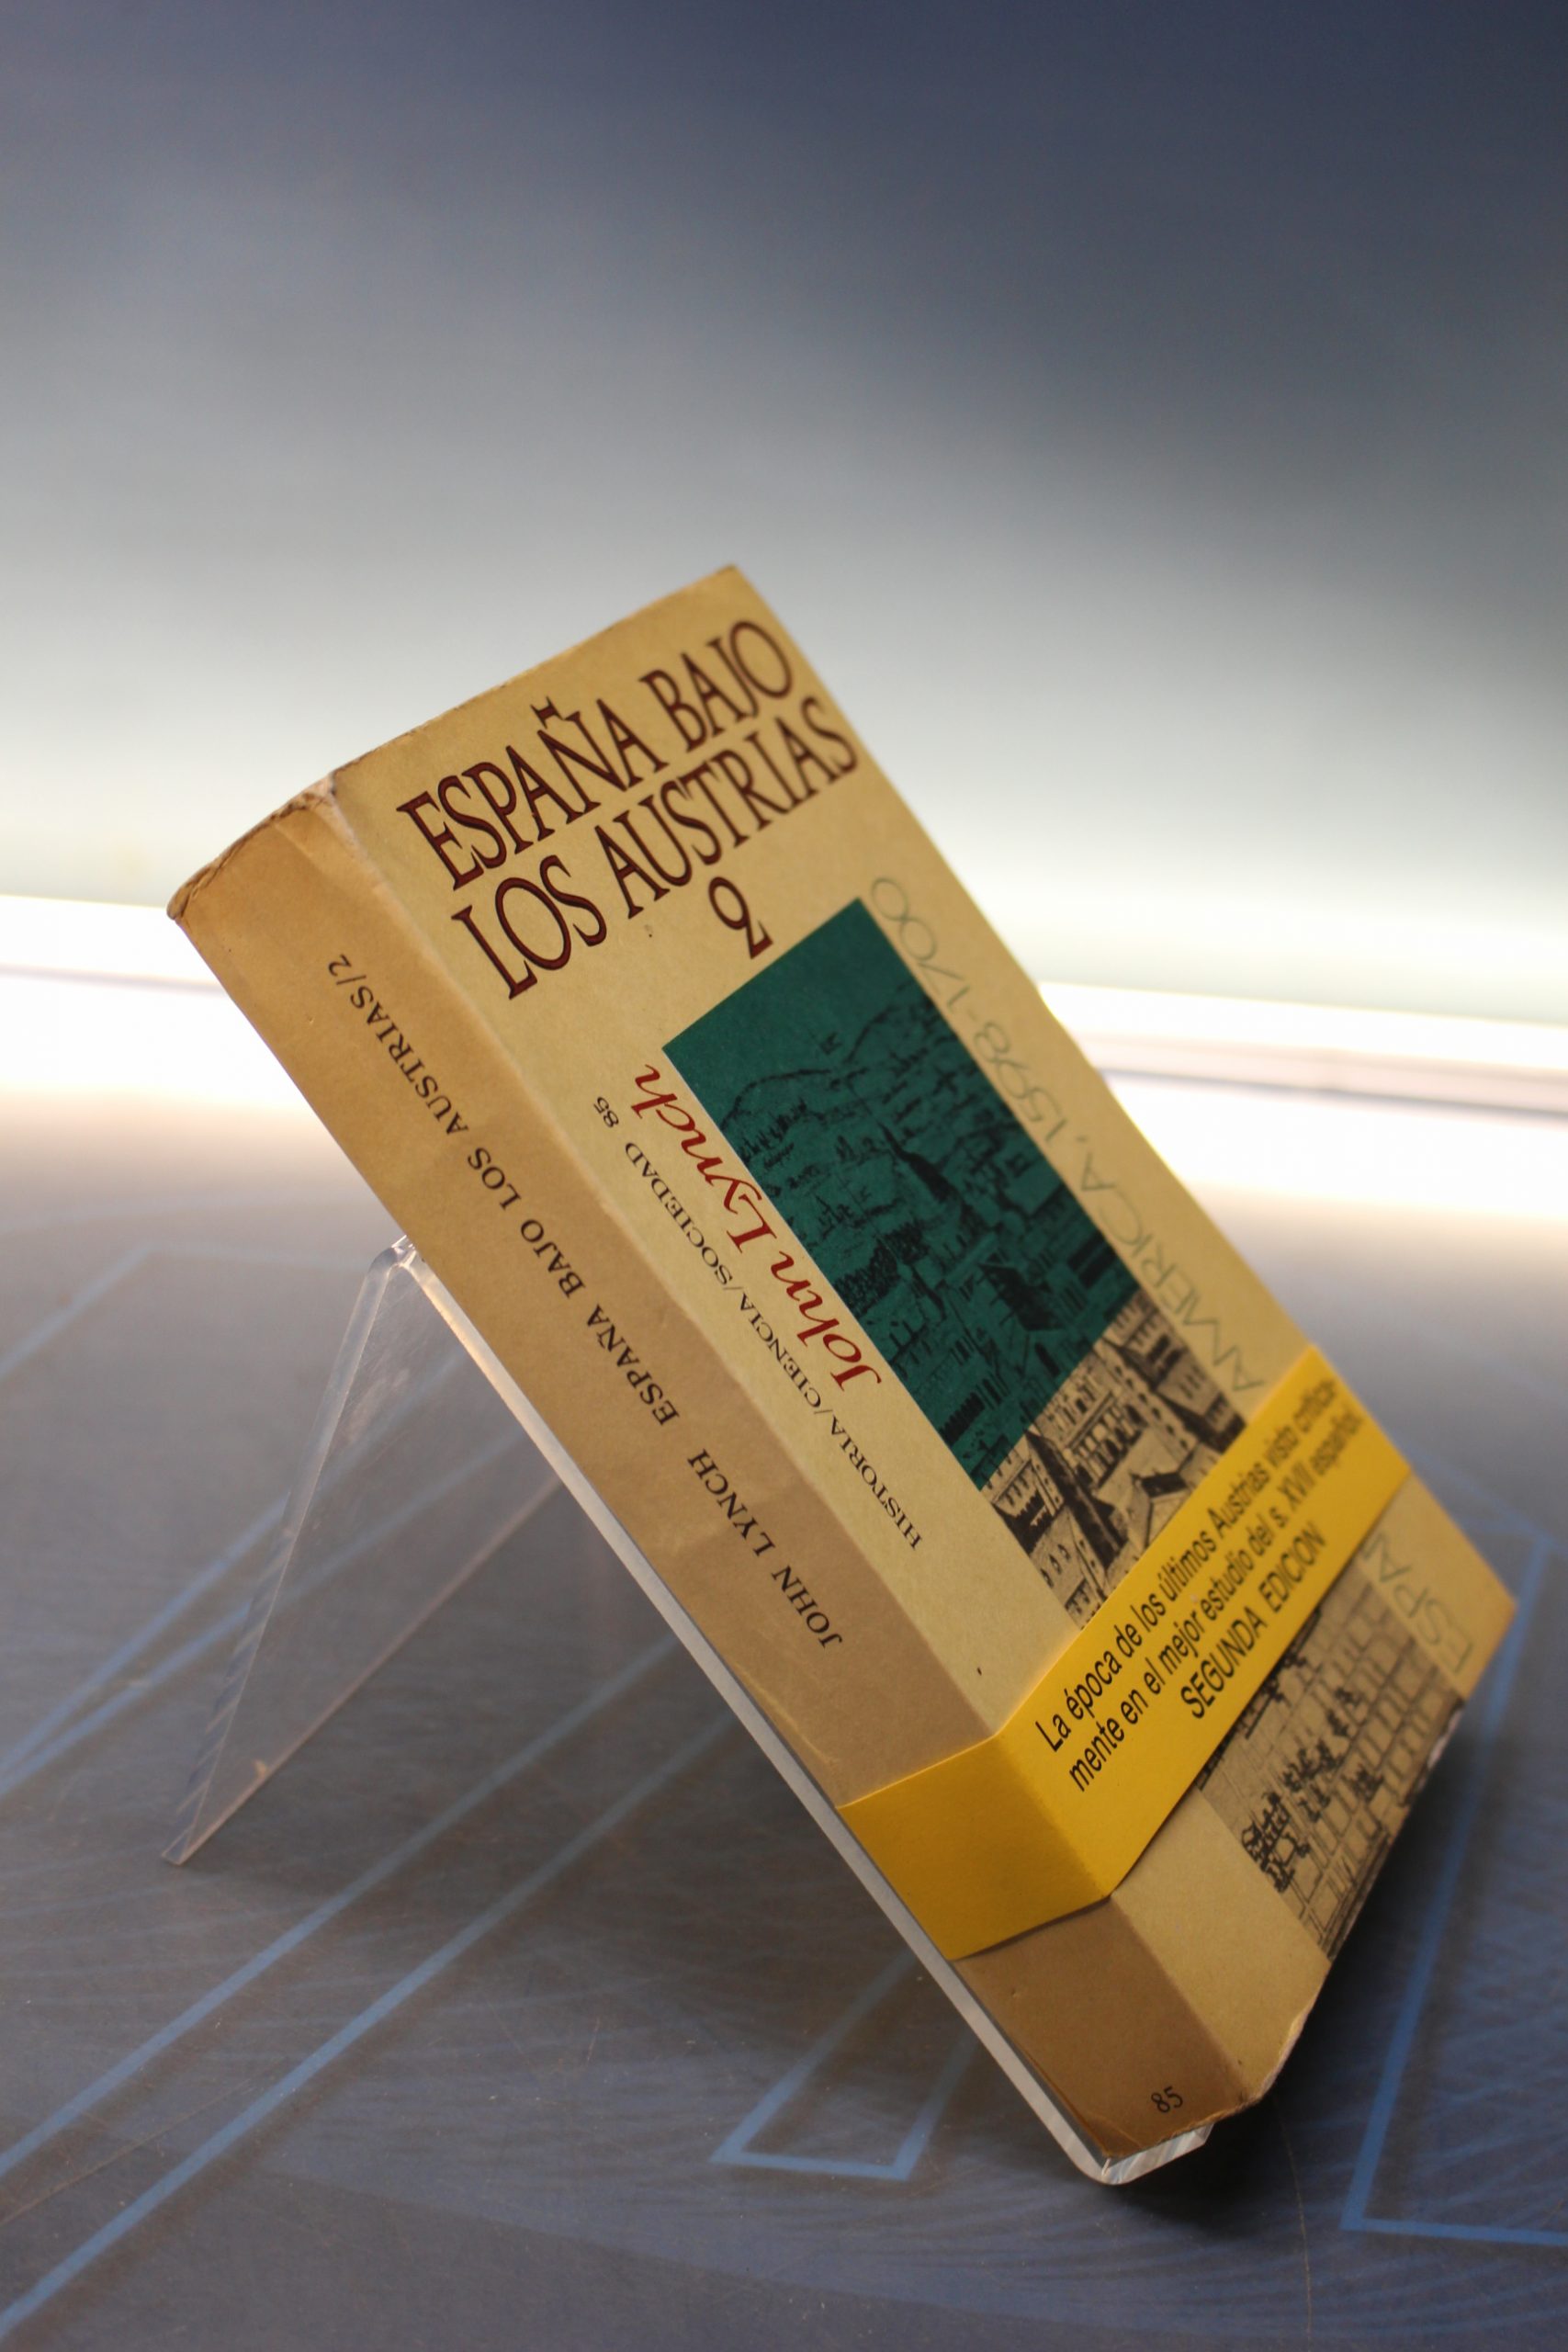 ESPAÑA BAJO
LOS AUSTRIAS
2
John Lynch
HISTORIA/CIENCIA/SOCIEDAD 85
AMERICA, 1598-1700
La época de los últimos Austrias vista crítica-
mente en el mejor estudio del s. XVII español.
SEGUNDA EDICION
JOHN LYNCH ESPAÑA BAJO LOS AUSTRIAS/2
85